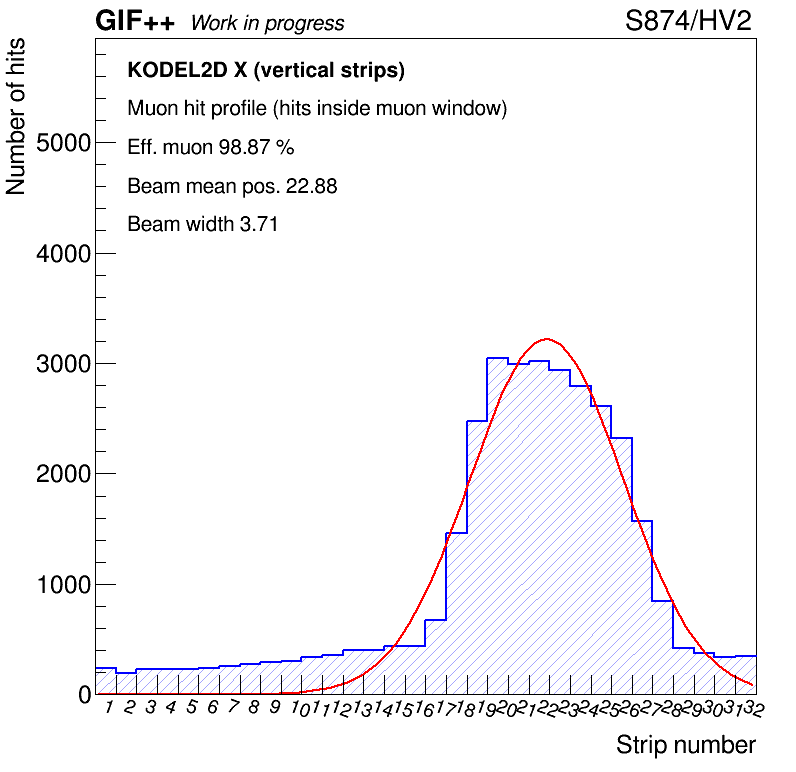 GIF++ Work in progress S874/HV2
Number of hits
KODEL2D X (vertical strips)
Muon hit profile (hits inside muon window)
Eff. muon 98.87 %
Beam mean pos. 22.88
Beam width 3.71
5000
4000
3000
2000
1000
0
1 2 3 4 5 6 7 8 9 10 11 12 13 14 15 16 17 18 19 20 21 22 23 24 25 26 27 28 29 30 31 32
Strip number